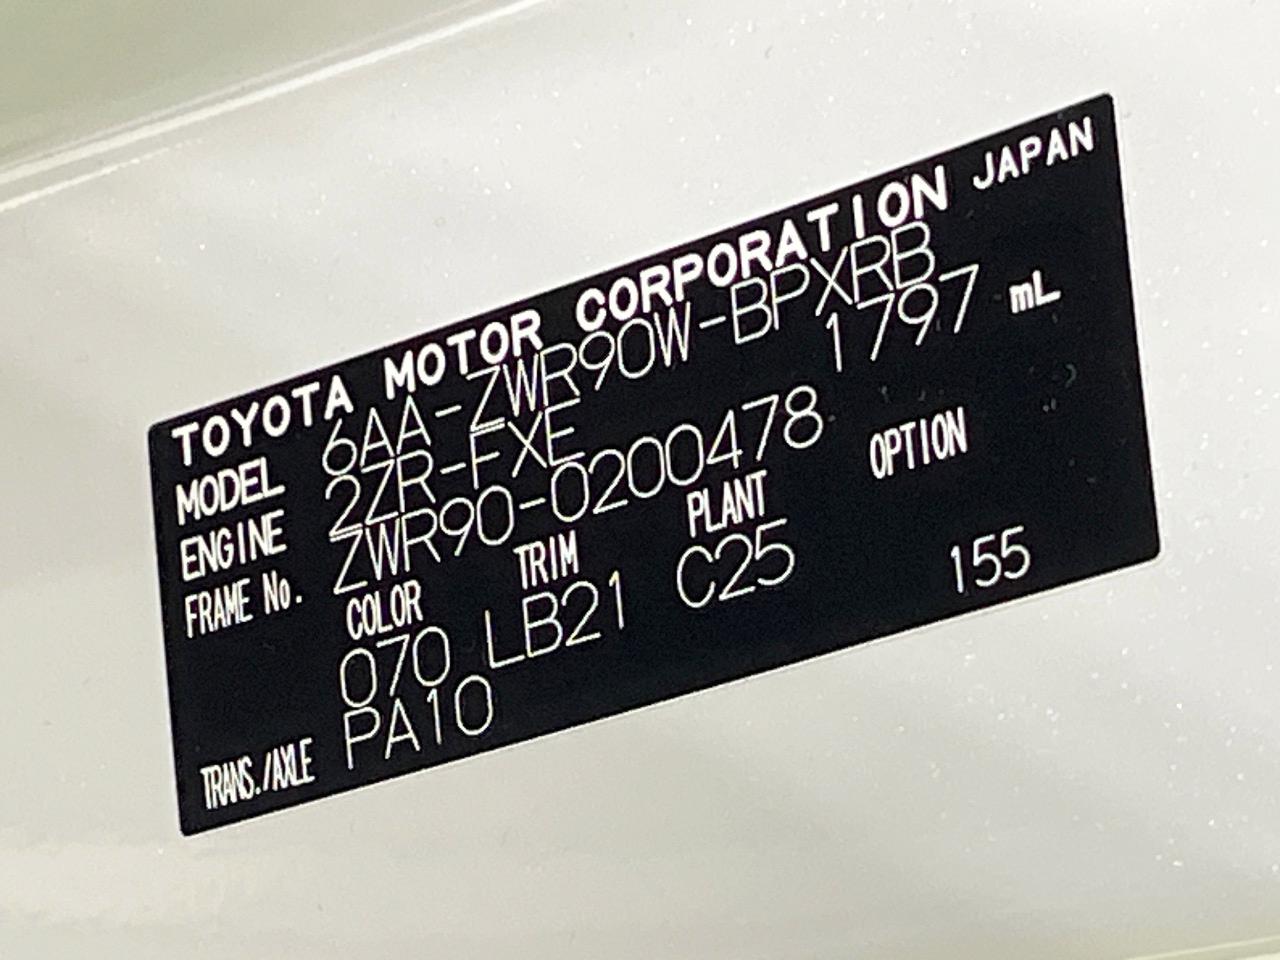 TOYOTA MOTOR CORPORATION JAPAN
MODEL 6AA-ZWR90W-BPXRB
ENGINE 2ZR-FXE 1797 mL
FRAME No. ZWR90-0200478
COLOR TRIM PLANT OPTION
070 LB21 C25 155
TRANS./AXLE PA10